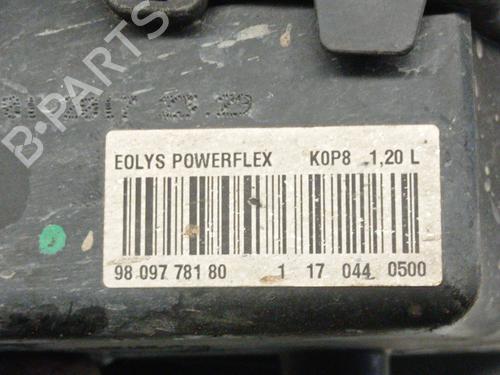 B-PARTS
EOLYS POWERFLEX K0P8 1,20 L
98 097 781 80 1 17 044 0500